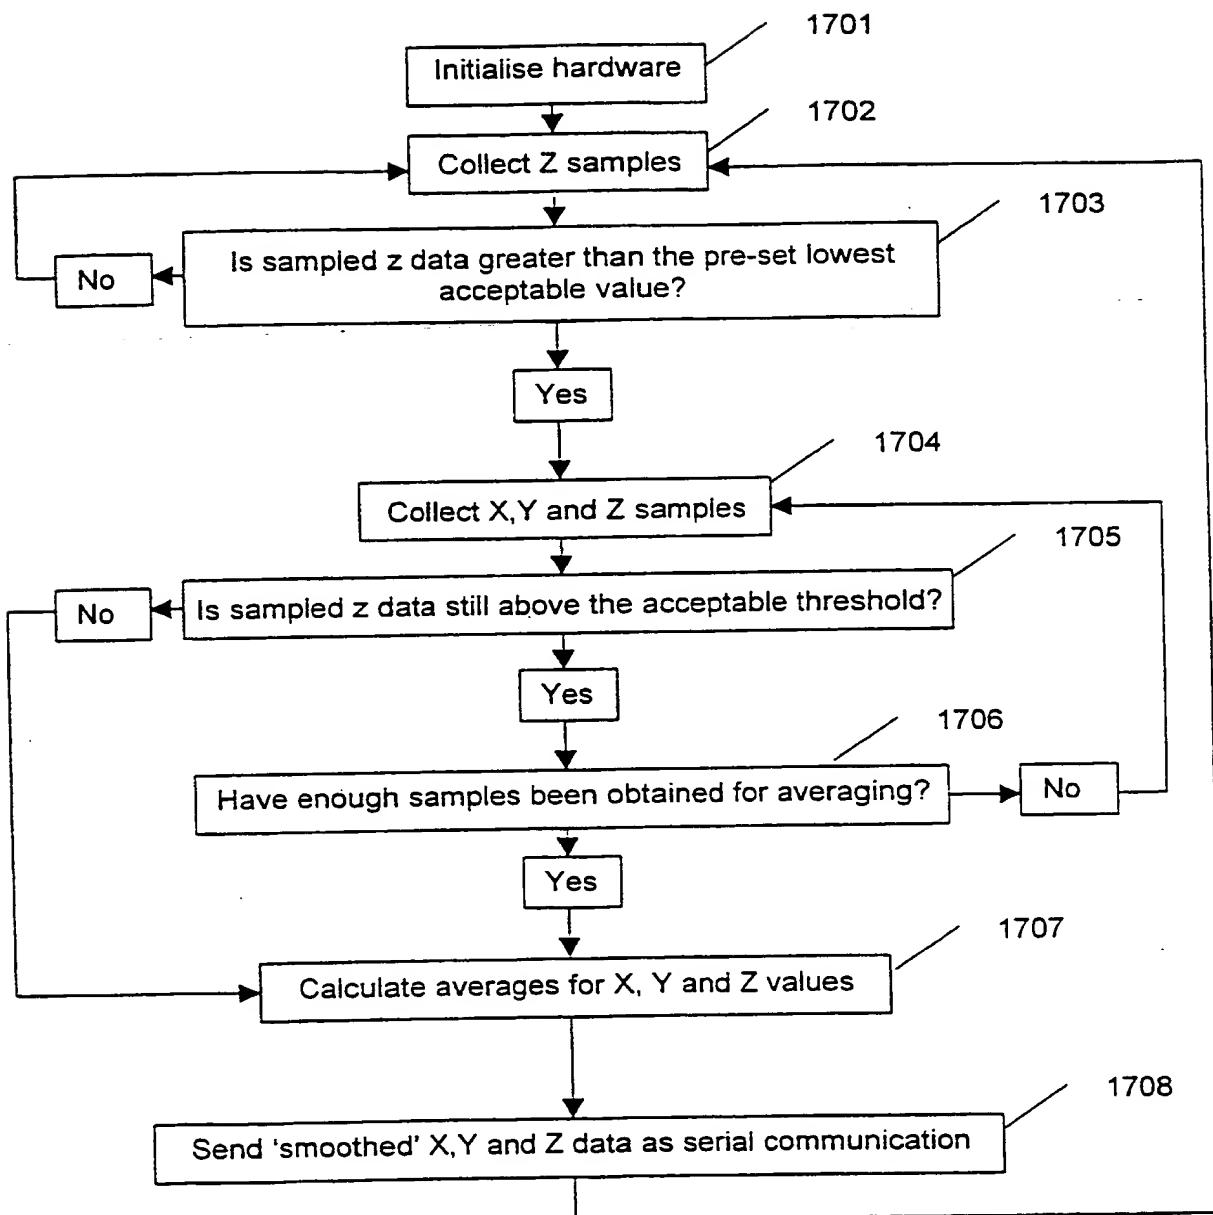 1701
Initialise hardware
1702
Collect Z samples
1703
Is sampled z data greater than the pre-set lowest
acceptable value?
No
Yes
1704
Collect X,Y and Z samples
1705
Is sampled z data still above the acceptable threshold?
No
Yes
1706
Have enough samples been obtained for averaging?
No
Yes
1707
Calculate averages for X, Y and Z values
1708
Send 'smoothed' X,Y and Z data as serial communication